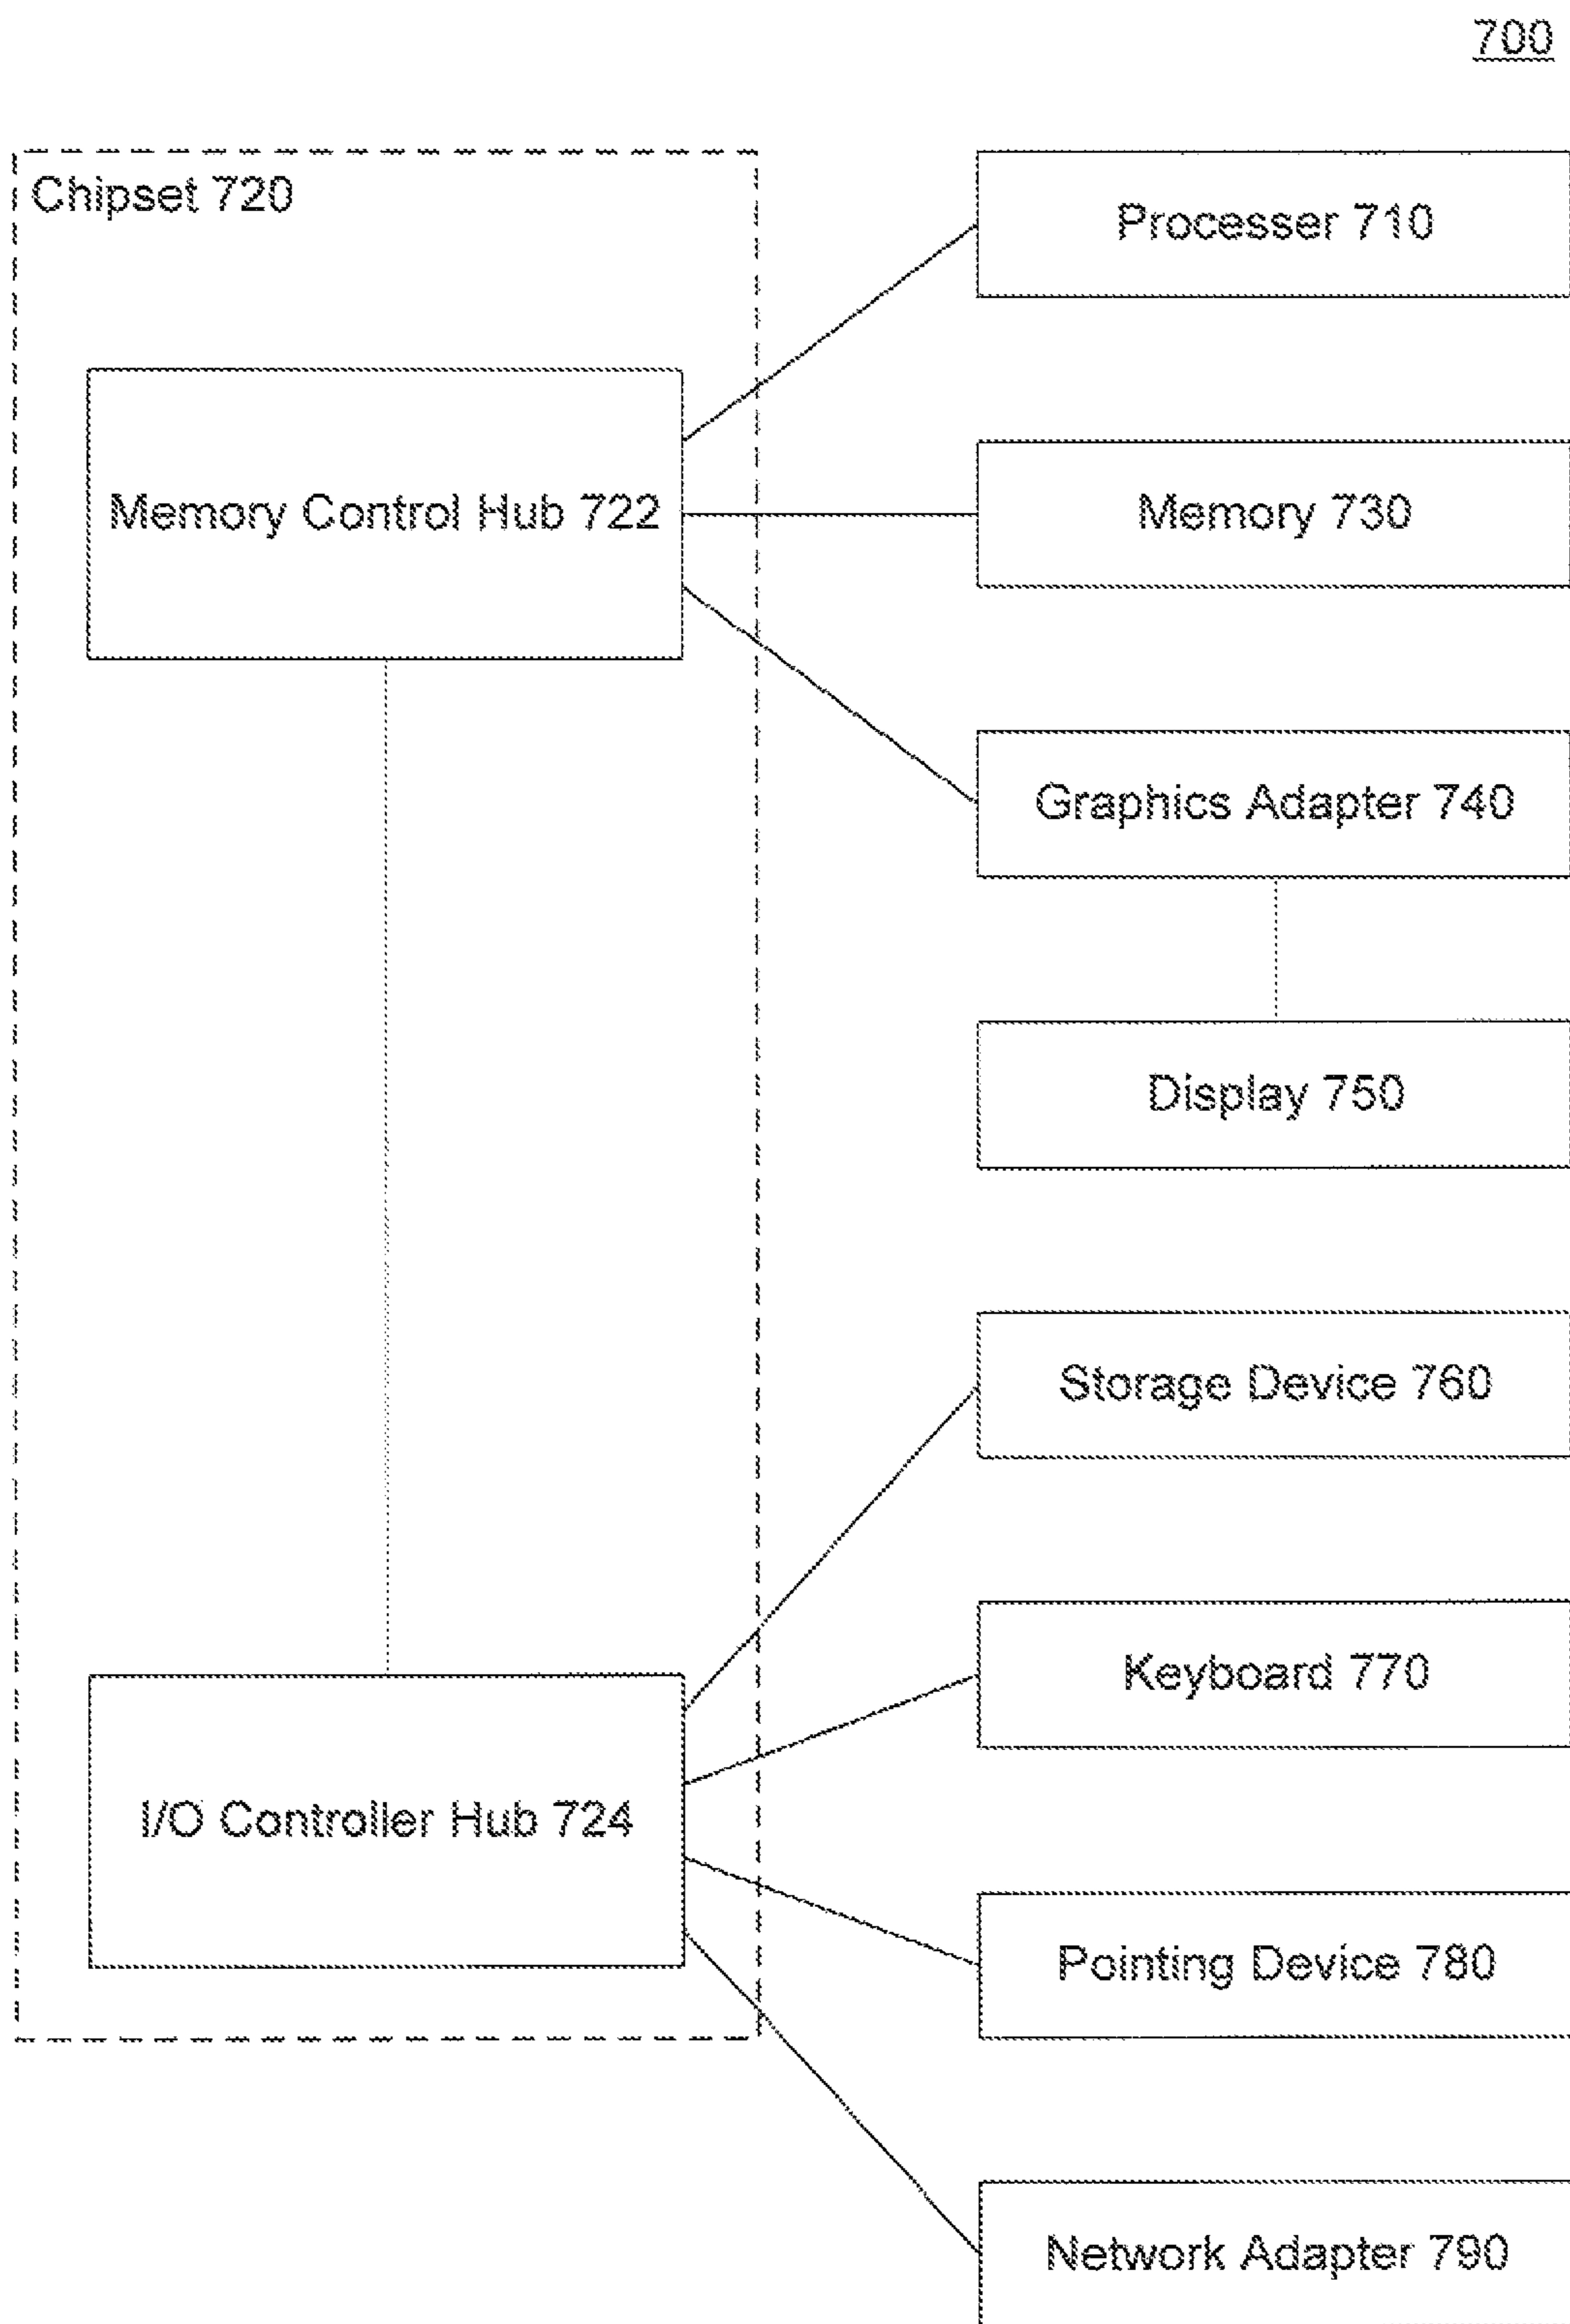 700
Chipset 720
Processer 710
Memory Control Hub 722
Memory 730
Graphics Adapter 740
Display 750
Storage Device 760
Keyboard 770
I/O Controller Hub 724
Pointing Device 780
Network Adapter 790